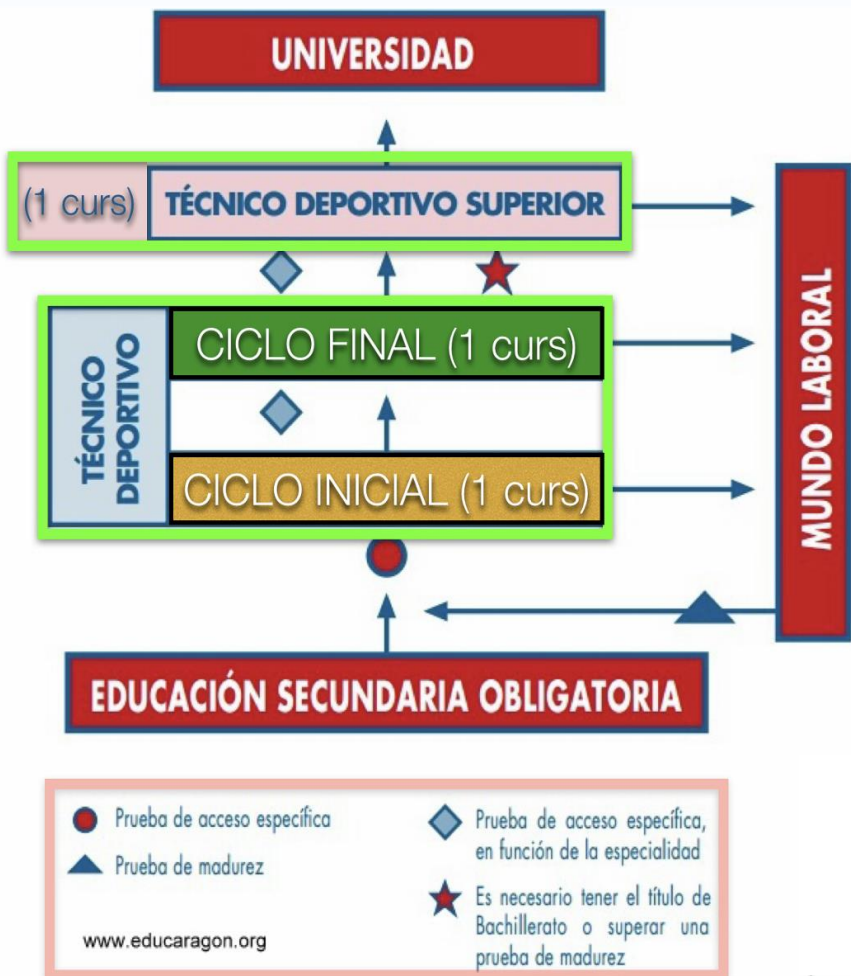 UNIVERSIDAD
(1 curs) TÉCNICO DEPORTIVO SUPERIOR
TÉCNICO
DEPORTIVO
CICLO FINAL (1 curs)
CICLO INICIAL (1 curs)
MUNDO LABORAL
EDUCACIÓN SECUNDARIA OBLIGATORIA
Prueba de acceso específica
Prueba de madurez
www.educaragon.org
Prueba de acceso específica,
en función de la especialidad
Es necesario tener el título de
Bachillerato o superar una
prueba de madurez